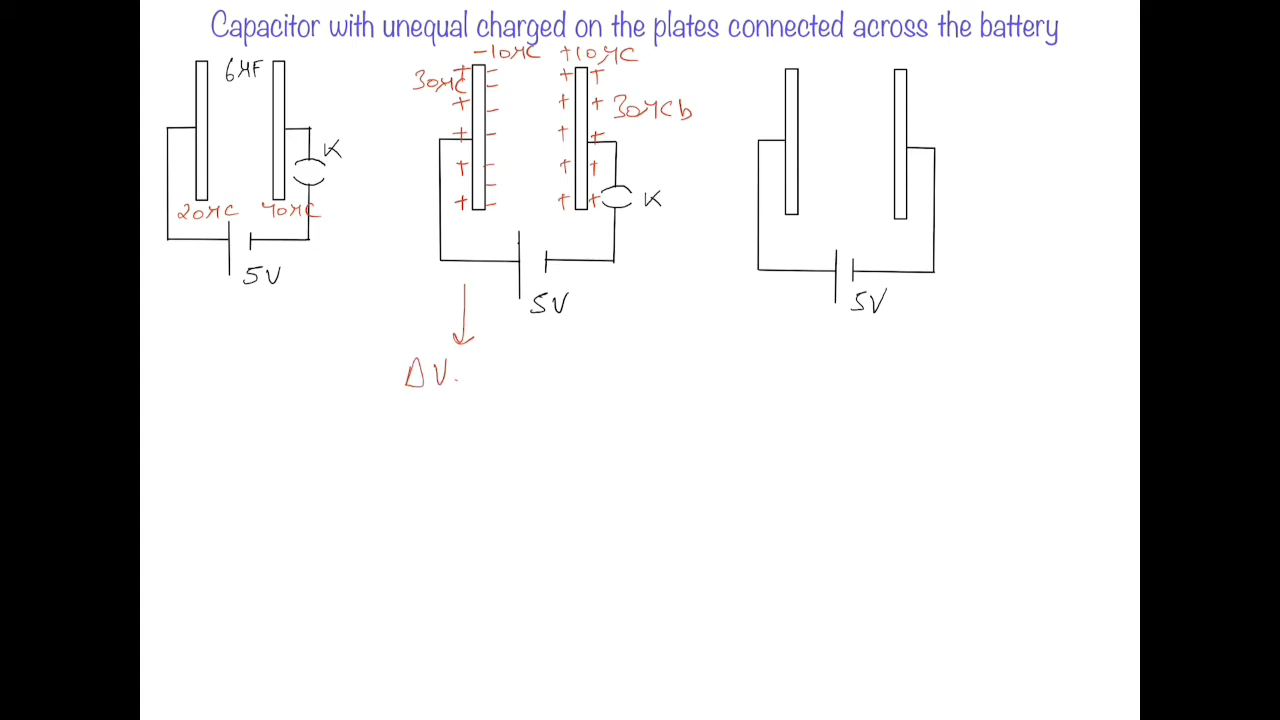 Capacitor with unequal charged on the plates connected across the battery
6μF
K
20μC 40μC
5V
-10μC +10μC
30μC
30μCb
K
5V
ΔV.
5V